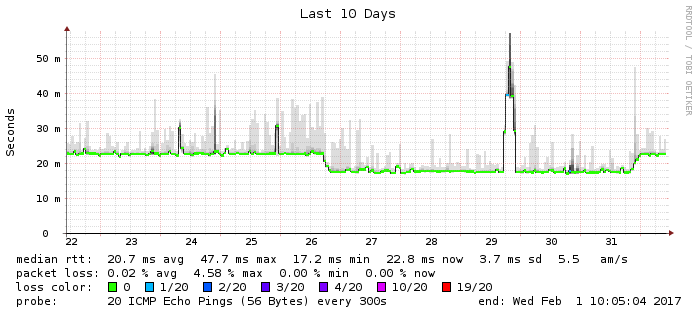 Last 10 Days
RRDTOOL / TOBI OETIKER
Seconds
50 m
40 m
30 m
20 m
10 m
0
22 23 24 25 26 27 28 29 30 31
median rtt: 20.7 ms avg 47.7 ms max 17.2 ms min 22.8 ms now 3.7 ms sd 5.5 am/s
packet loss: 0.02 % avg 4.58 % max 0.00 % min 0.00 % now
loss color: 0 1/20 2/20 3/20 4/20 10/20 19/20
probe: 20 ICMP Echo Pings (56 Bytes) every 300s end: Wed Feb 1 10:05:04 2017